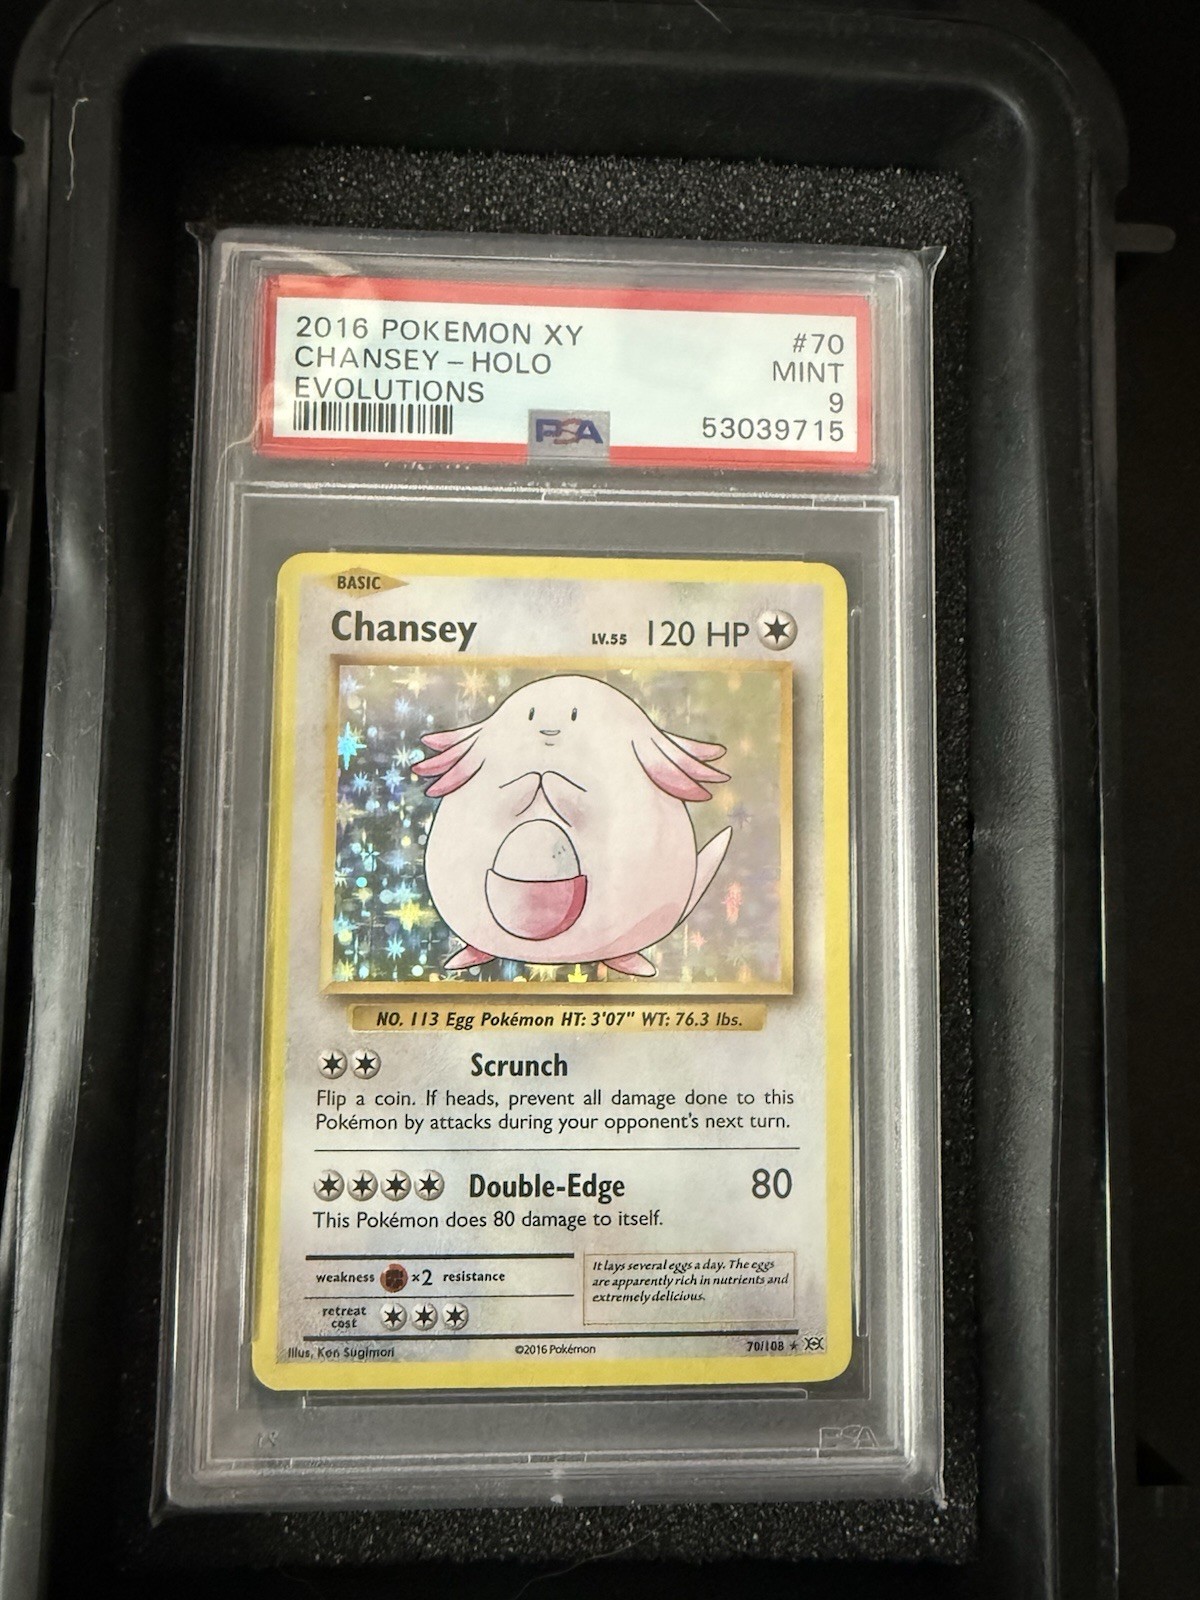 2016 POKEMON XY #70
CHANSEY - HOLO MINT
EVOLUTIONS 9
PSA 53039715
BASIC
Chansey LV.55 120 HP
NO. 113 Egg Pokémon HT: 3'07" WT: 76.3 lbs.
Scrunch
Flip a coin. If heads, prevent all damage done to this
Pokémon by attacks during your opponent's next turn.
Double-Edge 80
This Pokémon does 80 damage to itself.
weakness ×2 resistance
retreat
cost
It lays several eggs a day. The eggs
are apparently rich in nutrients and
extremely delicious.
Illus. Ken Sugimori ©2016 Pokémon 70/108 ★
PSA